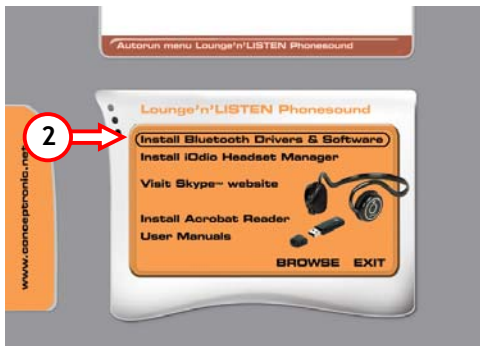 Autorun menu Lounge'n'LISTEN Phonesound
Lounge'n'LISTEN Phonesound
2
Install Bluetooth Drivers & Software
Install iOdio Headset Manager
Visit Skype™ website
Install Acrobat Reader
User Manuals
BROWSE EXIT
www.conceptronic.net